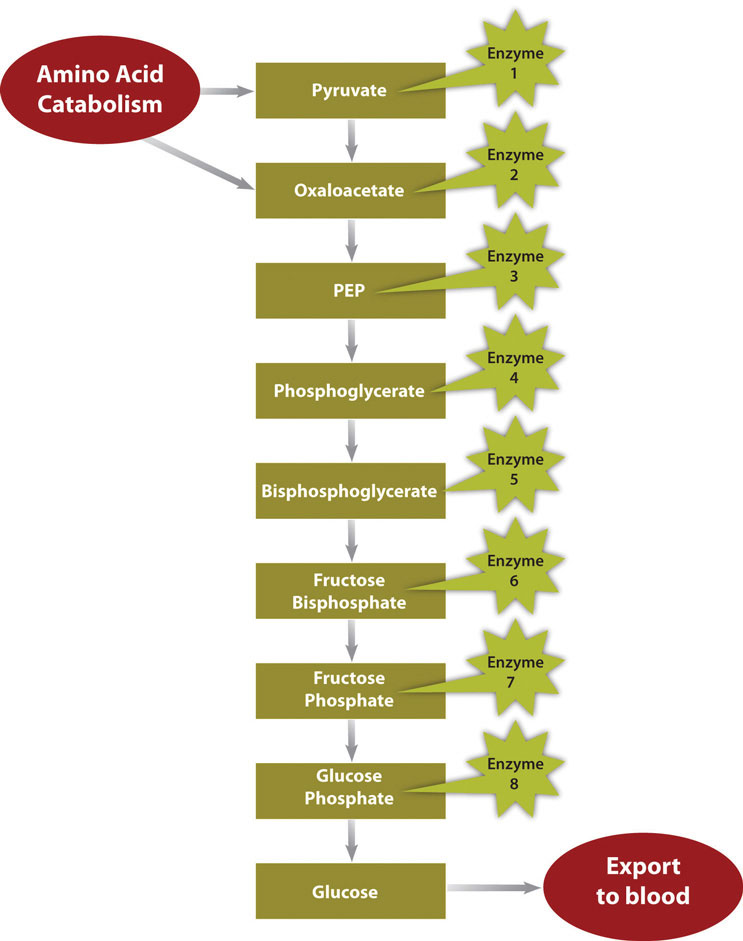 Amino Acid
Catabolism
Pyruvate
Enzyme
1
Oxaloacetate
Enzyme
2
PEP
Enzyme
3
Phosphoglycerate
Enzyme
4
Bisphosphoglycerate
Enzyme
5
Fructose
Bisphosphate
Enzyme
6
Fructose
Phosphate
Enzyme
7
Glucose
Phosphate
Enzyme
8
Glucose
Export
to blood